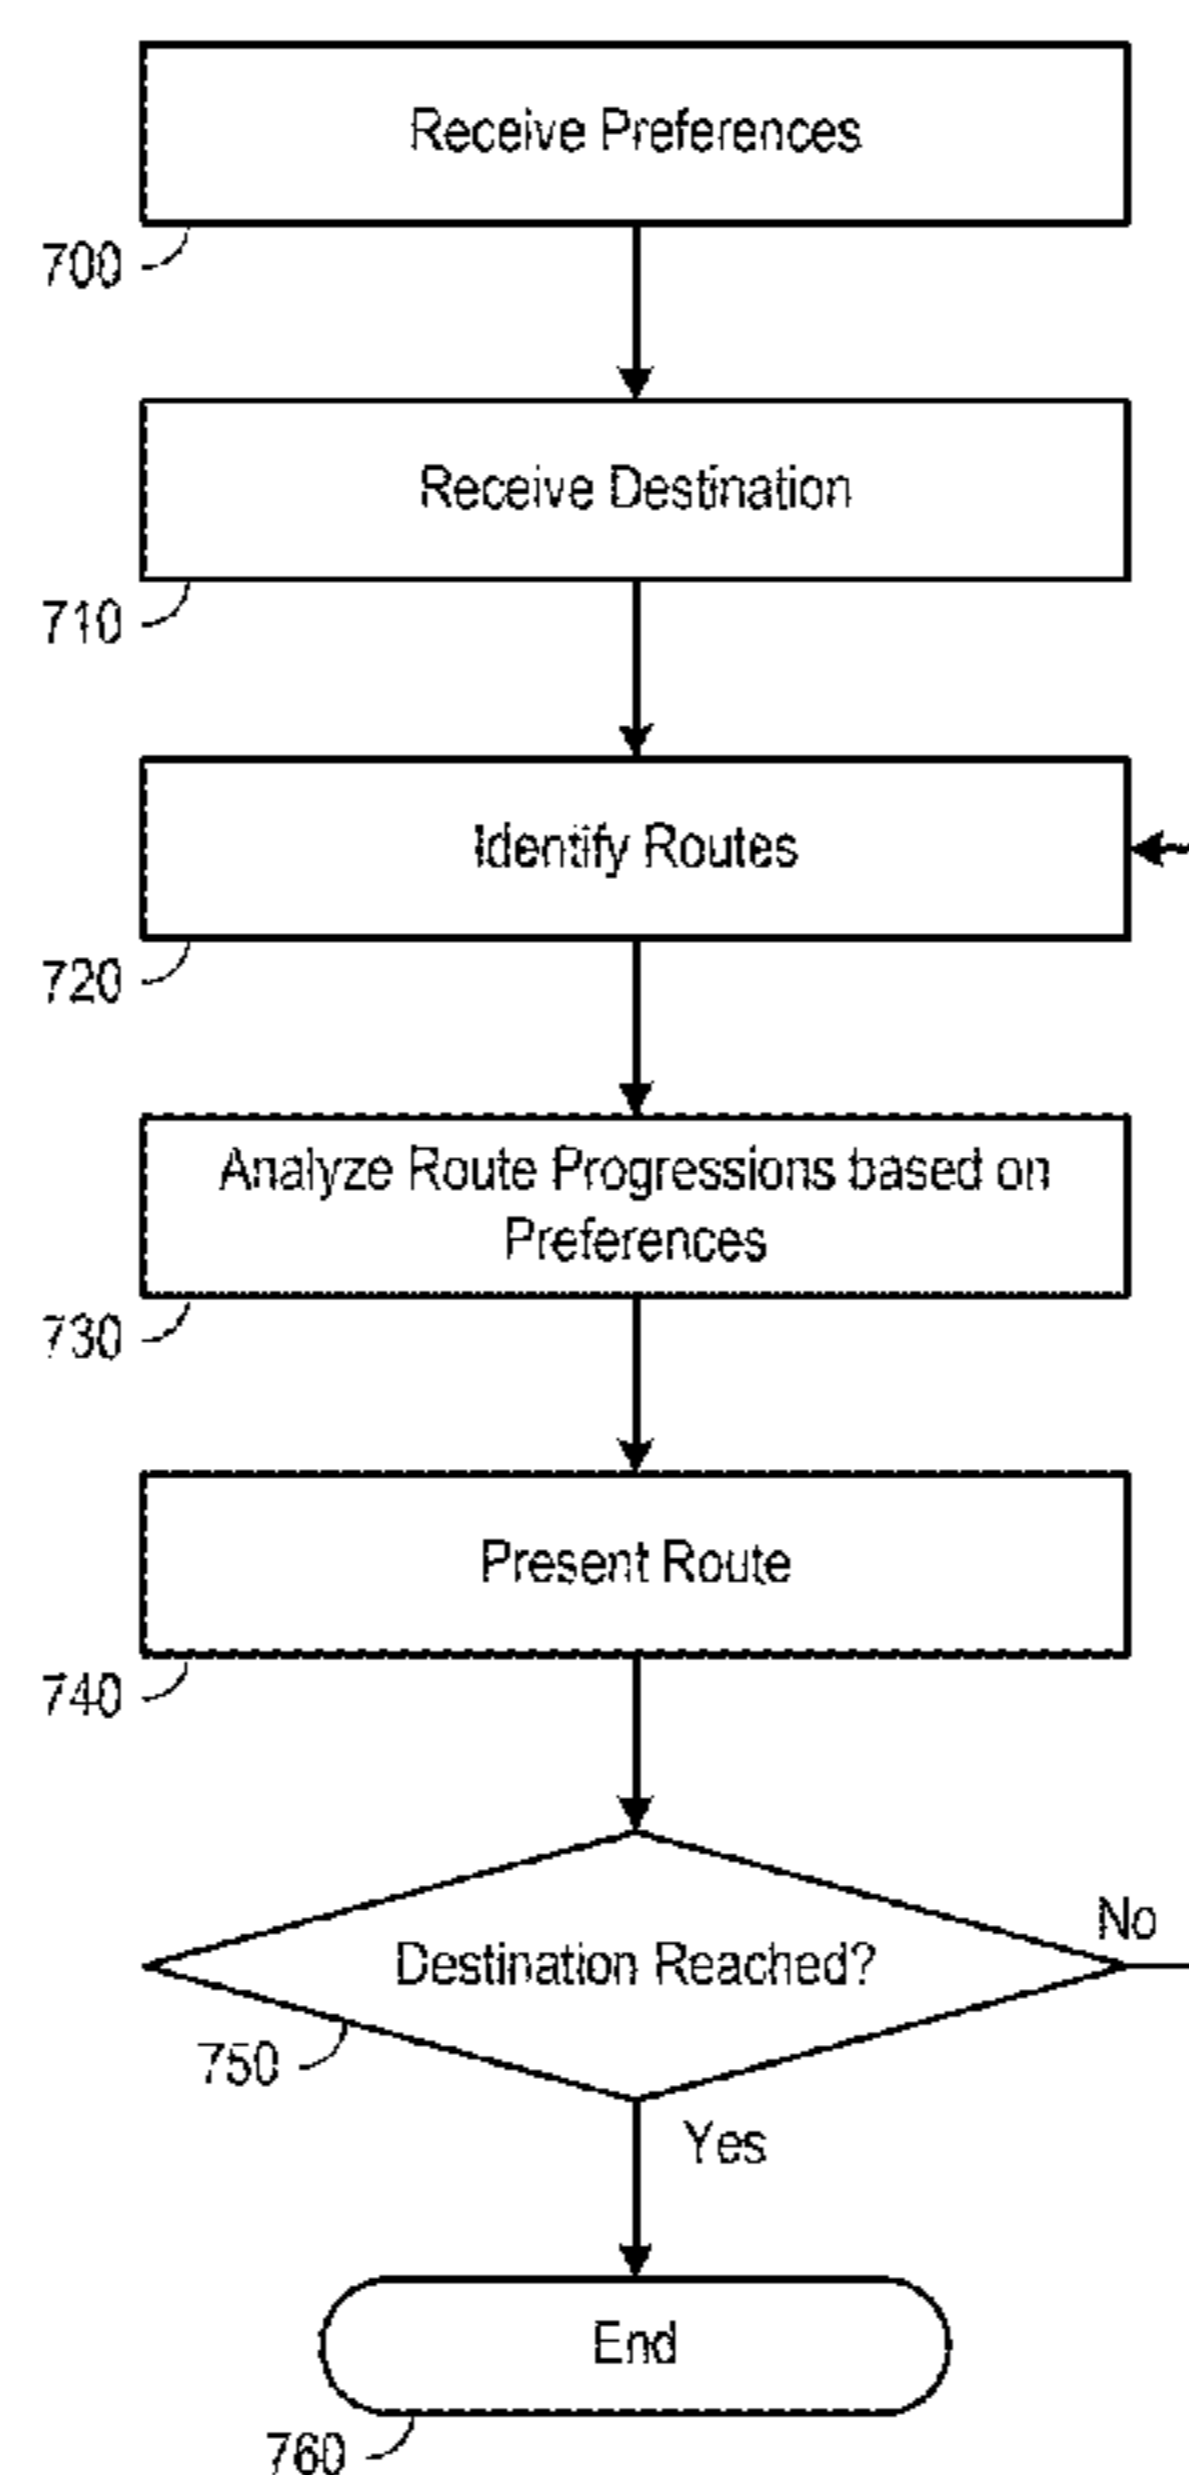 Receive Preferences
700
Receive Destination
710
Identify Routes
720
Analyze Route Progressions based on
Preferences
730
Present Route
740
No
Destination Reached?
750
Yes
End
760